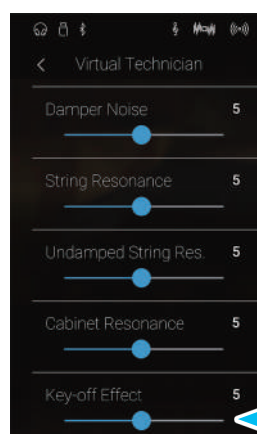 Virtual Technician
Damper Noise 5
String Resonance 5
Undamped String Res. 5
Cabinet Resonance 5
Key-off Effect 5